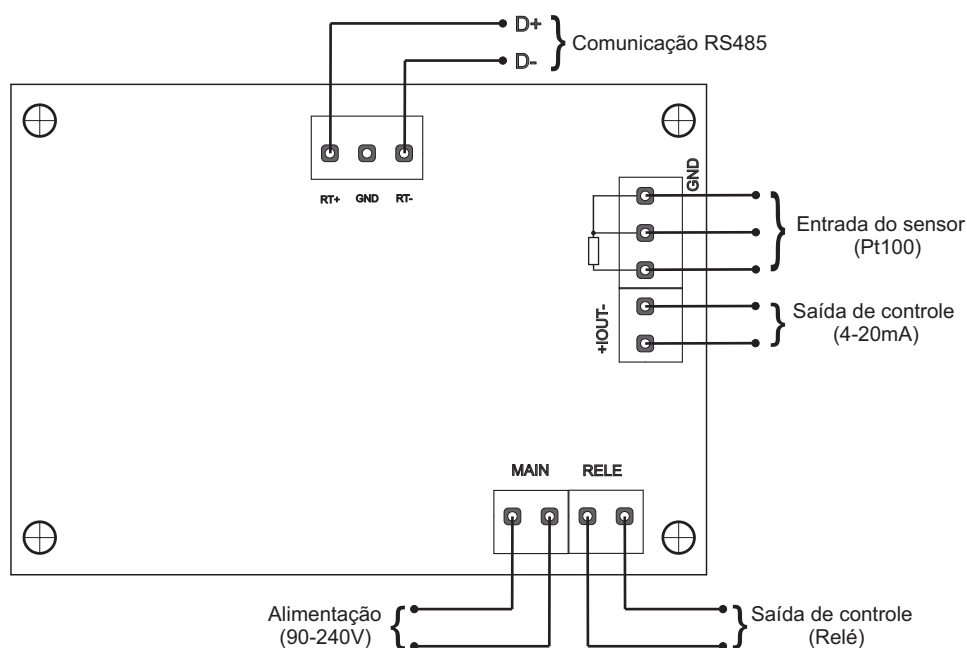 D+
D-
Comunicação RS485
RT+ GND RT-
GND
Entrada do sensor
(Pt100)
+IOUT-
Saída de controle
(4-20mA)
MAIN RELE
Alimentação
(90-240V)
Saída de controle
(Relé)